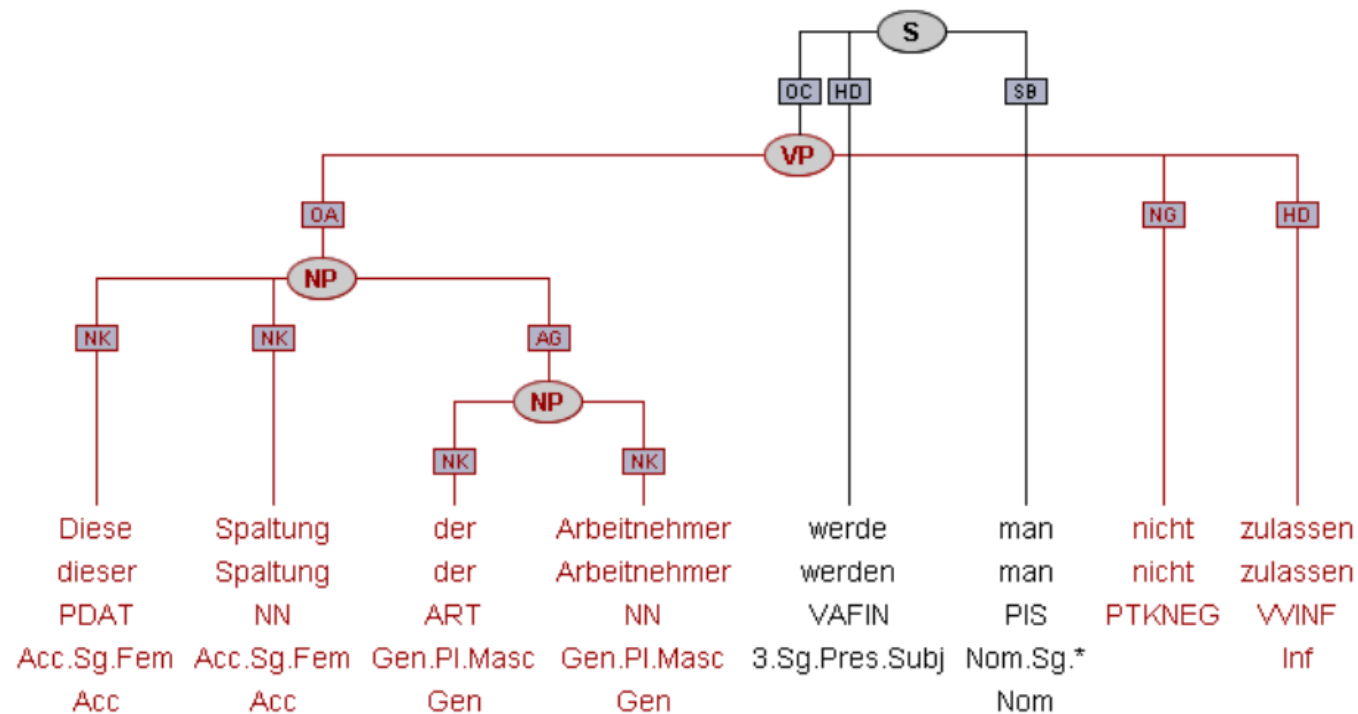 S
OC HD SB
VP
OA NG HD
NP
NK NK AG
NP
NK NK
Diese Spaltung der Arbeitnehmer werde man nicht zulassen
dieser Spaltung der Arbeitnehmer werden man nicht zulassen
PDAT NN ART NN VAFIN PIS PTKNEG VVINF
Acc.Sg.Fem Acc.Sg.Fem Gen.Pl.Masc Gen.Pl.Masc 3.Sg.Pres.Subj Nom.Sg.* Inf
Acc Acc Gen Gen Nom